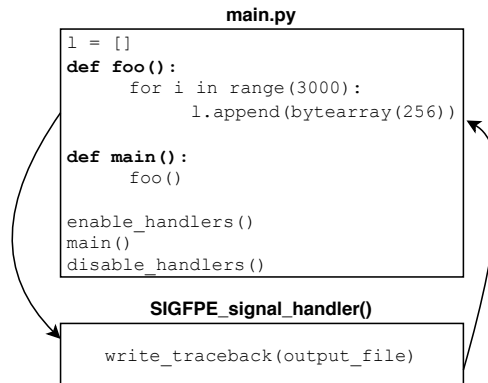 main.py
l = []
def foo():
for i in range(3000):
l.append(bytearray(256))
def main():
foo()
enable_handlers()
main()
disable_handlers()
SIGFPE_signal_handler()
write_traceback(output_file)